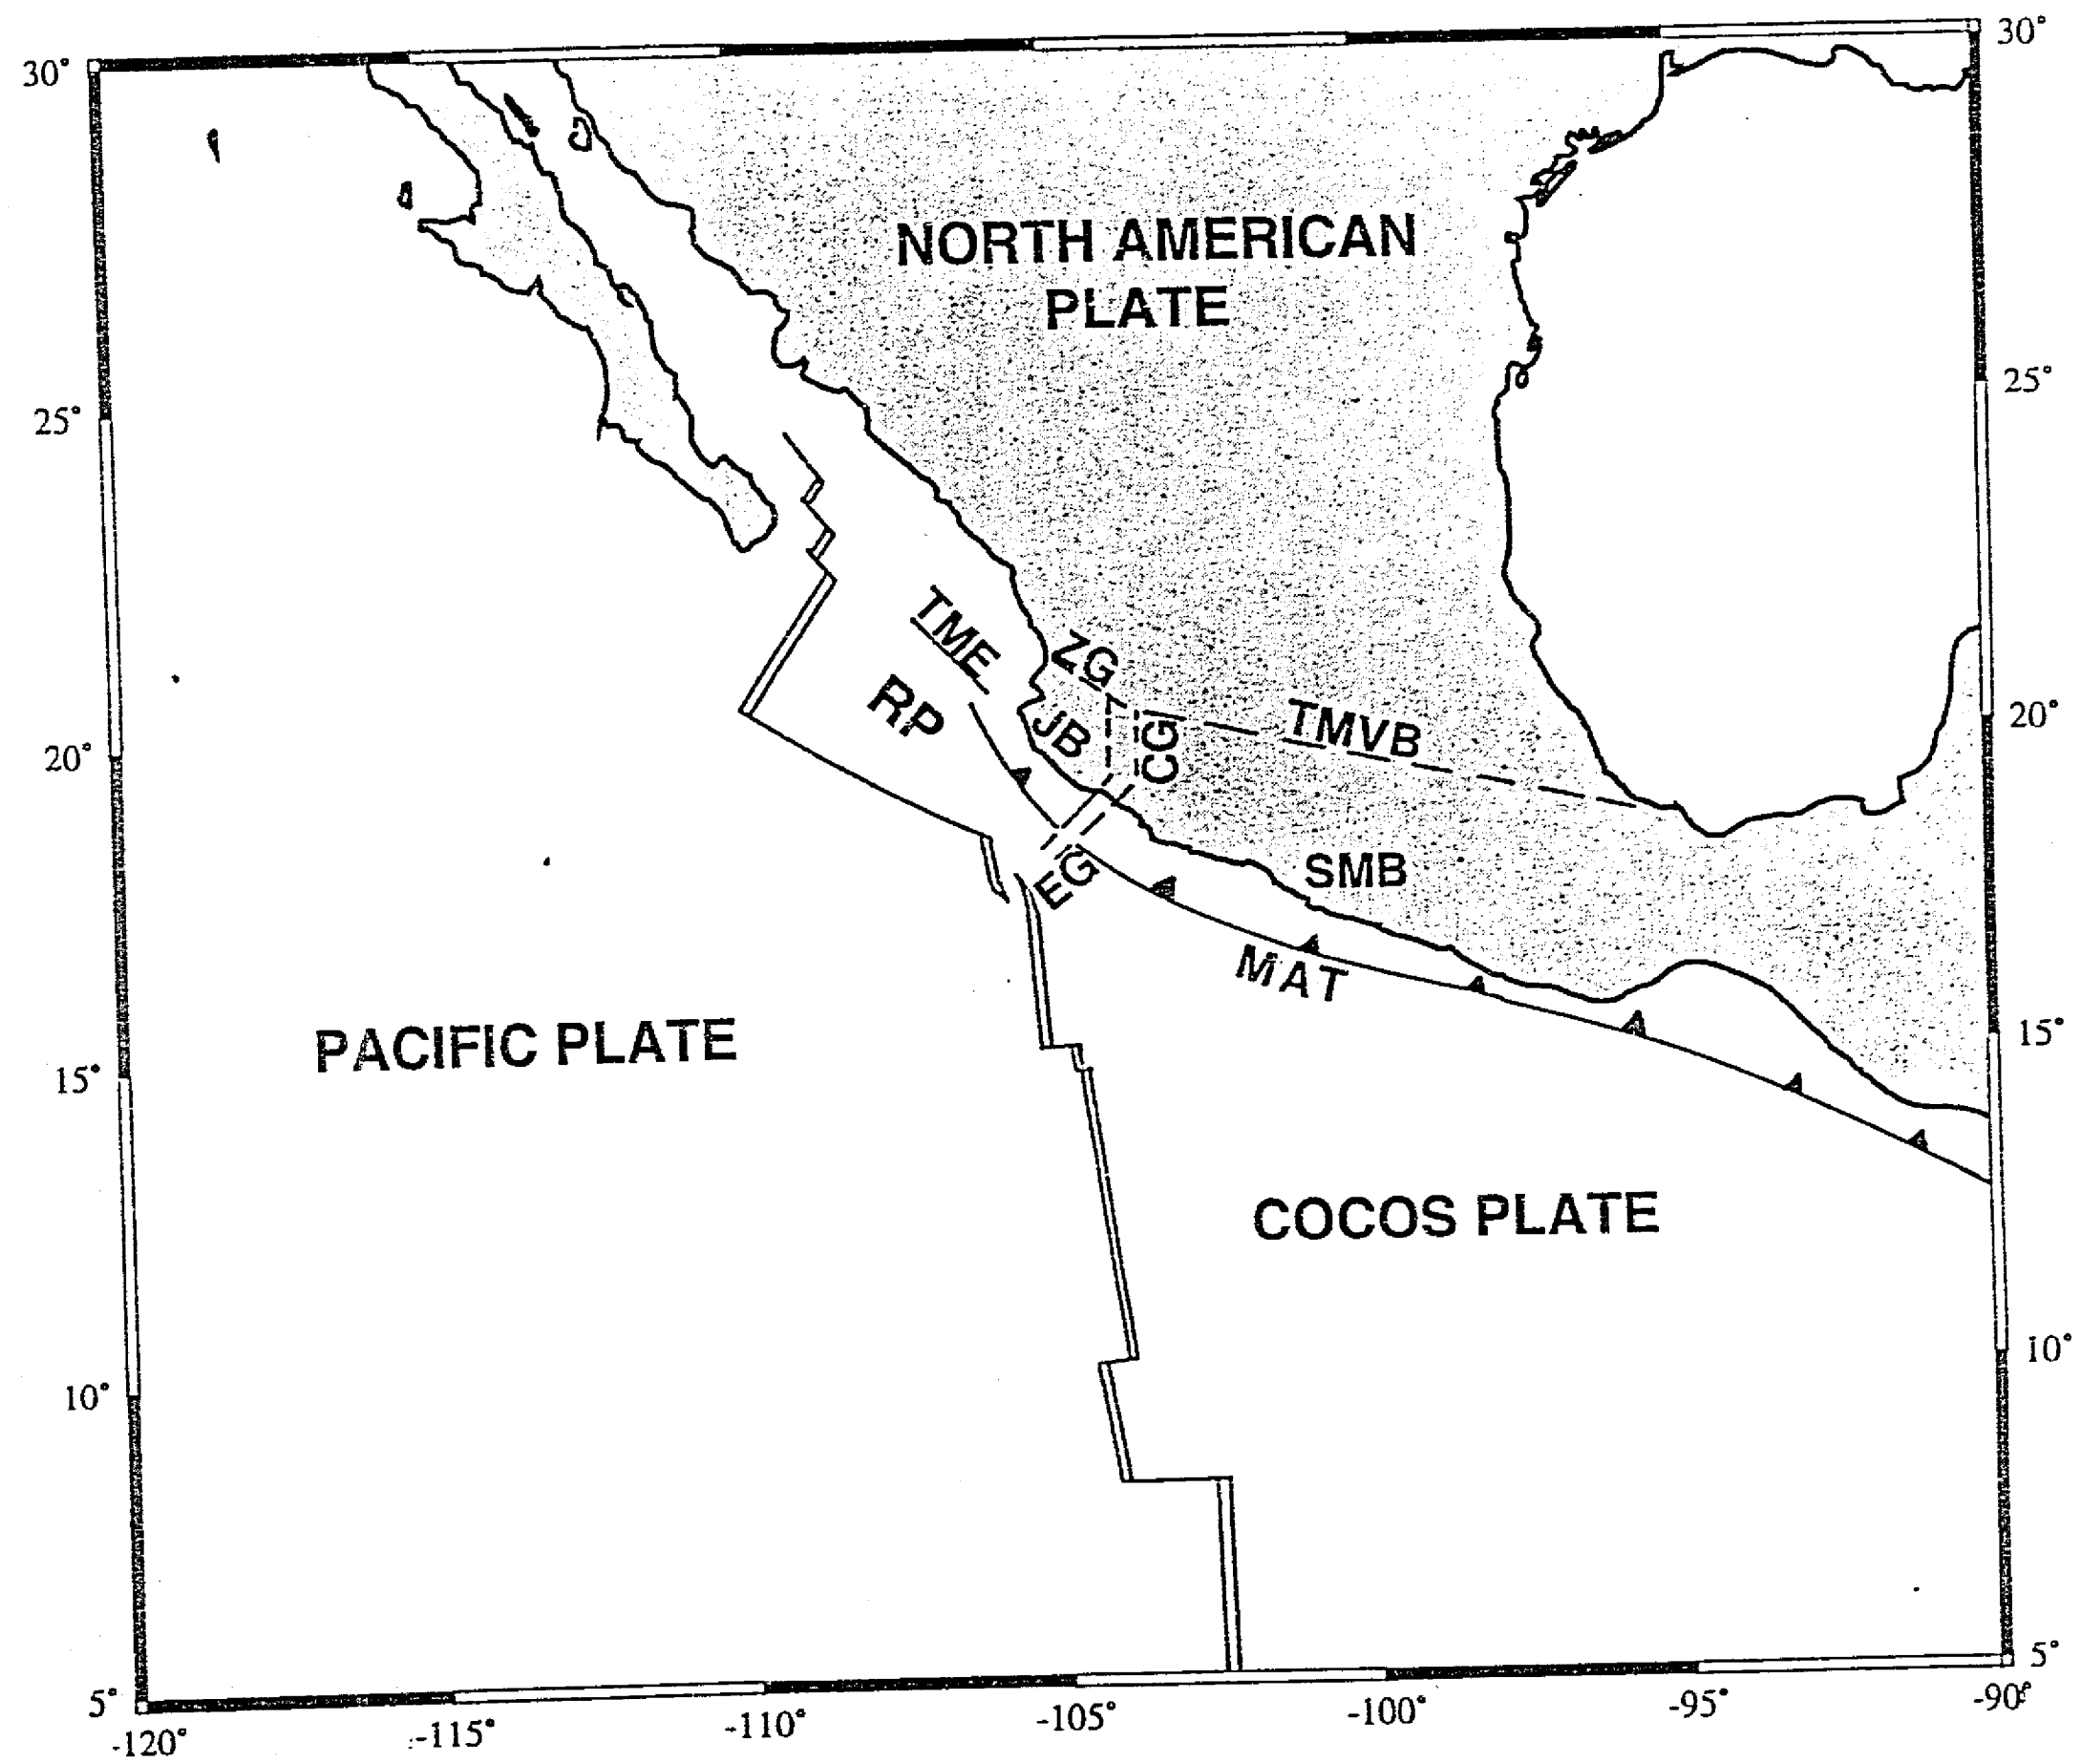 30°
30°
NORTH AMERICAN
PLATE
25°
25°
TME
ZG
RP
JB
CG
TMVB
20°
20°
EG
SMB
MAT
PACIFIC PLATE
15°
15°
COCOS PLATE
10°
10°
5°
5°
-120°
-115°
-110°
-105°
-100°
-95°
-90°